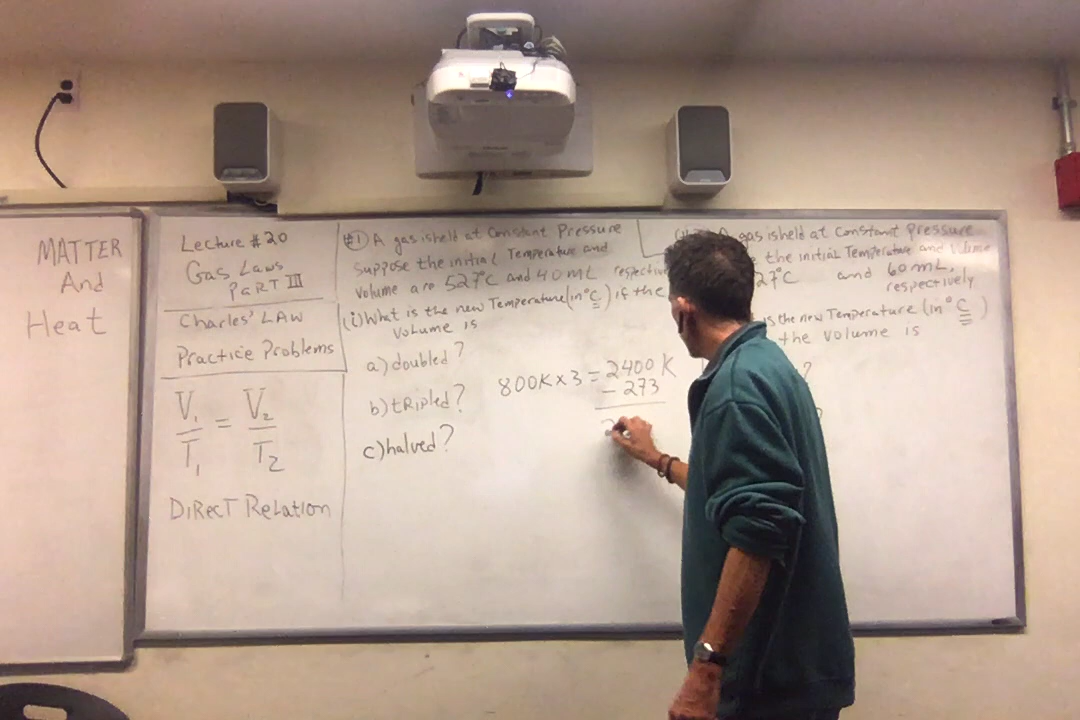 MATTER
And
Heat
Lecture #20
Gas Laws
PaRT III
Charles' LAW
Practice Problems
V1 = V2
T1 T2
DiRecT Relation
#1 A gas is held at Constant Pressure
suppose the initial Temperature and
volume are 527°C and 40 mL respective
(i) What is the new Temperature (in °C) if the
volume is
a) doubled?
b) tRipled?
c) halved?
800K x 3 = 2400 K
- 273
gas is held at Constant Pressure
the initial Temperature and
27°C and 60 mL,
respectively
is the new Temperature (in °C)
the volume is
?
?